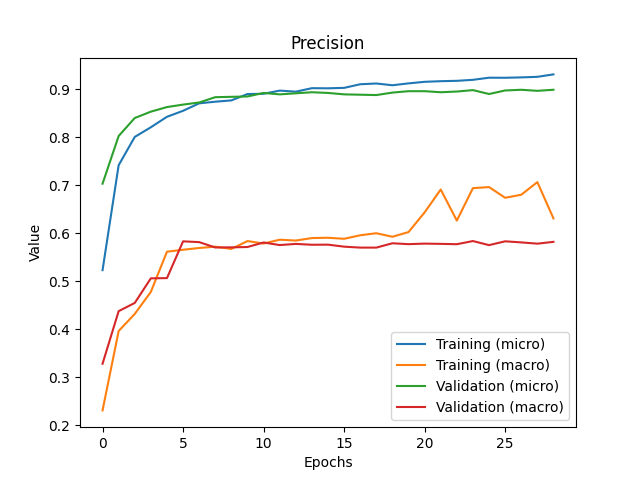 Precision
Value
0.9
0.8
0.7
0.6
0.5
0.4
0.3
0.2
0 5 10 15 20 25
Epochs
Training (micro)
Training (macro)
Validation (micro)
Validation (macro)